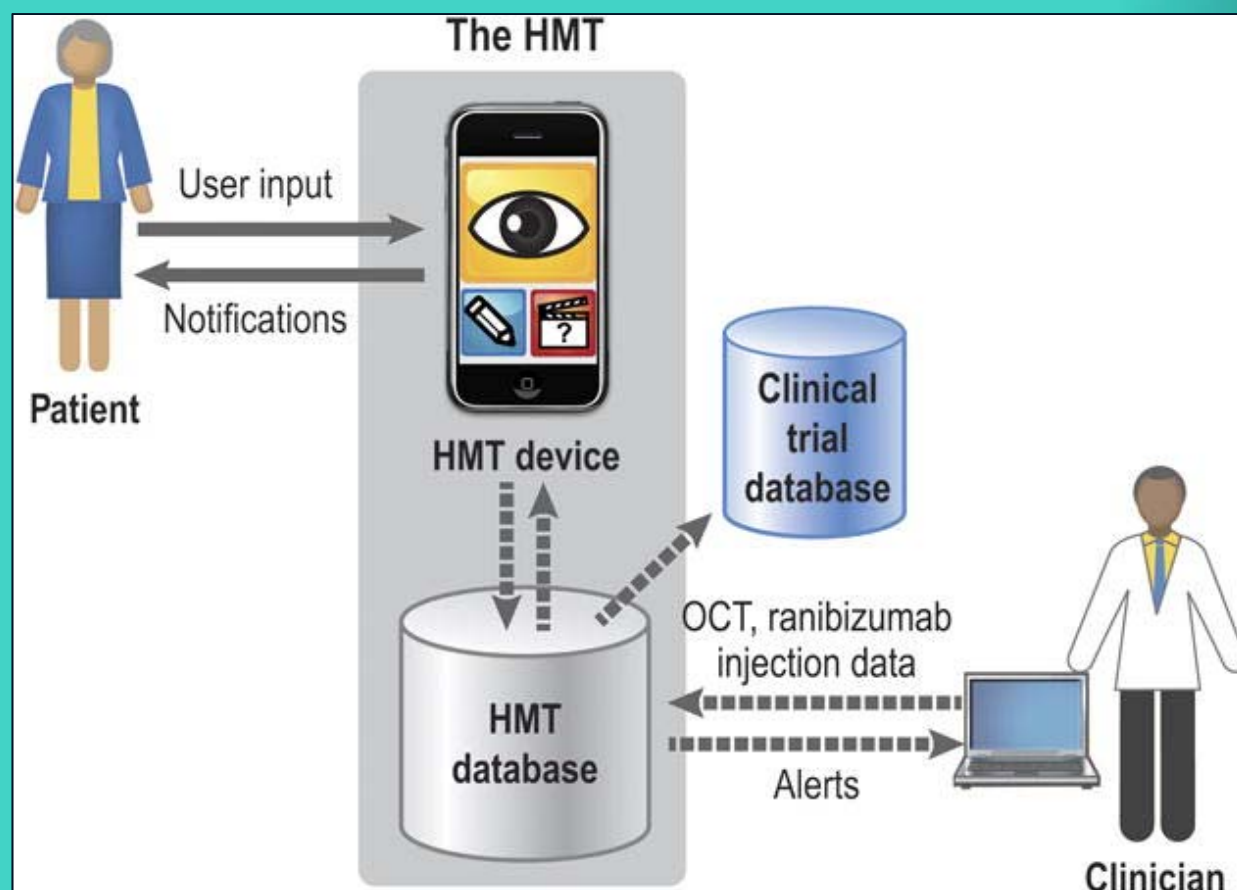 The HMT
User input
Notifications
?
Patient
HMT device
Clinical
trial
database
OCT, ranibizumab
injection data
HMT
database
Alerts
Clinician